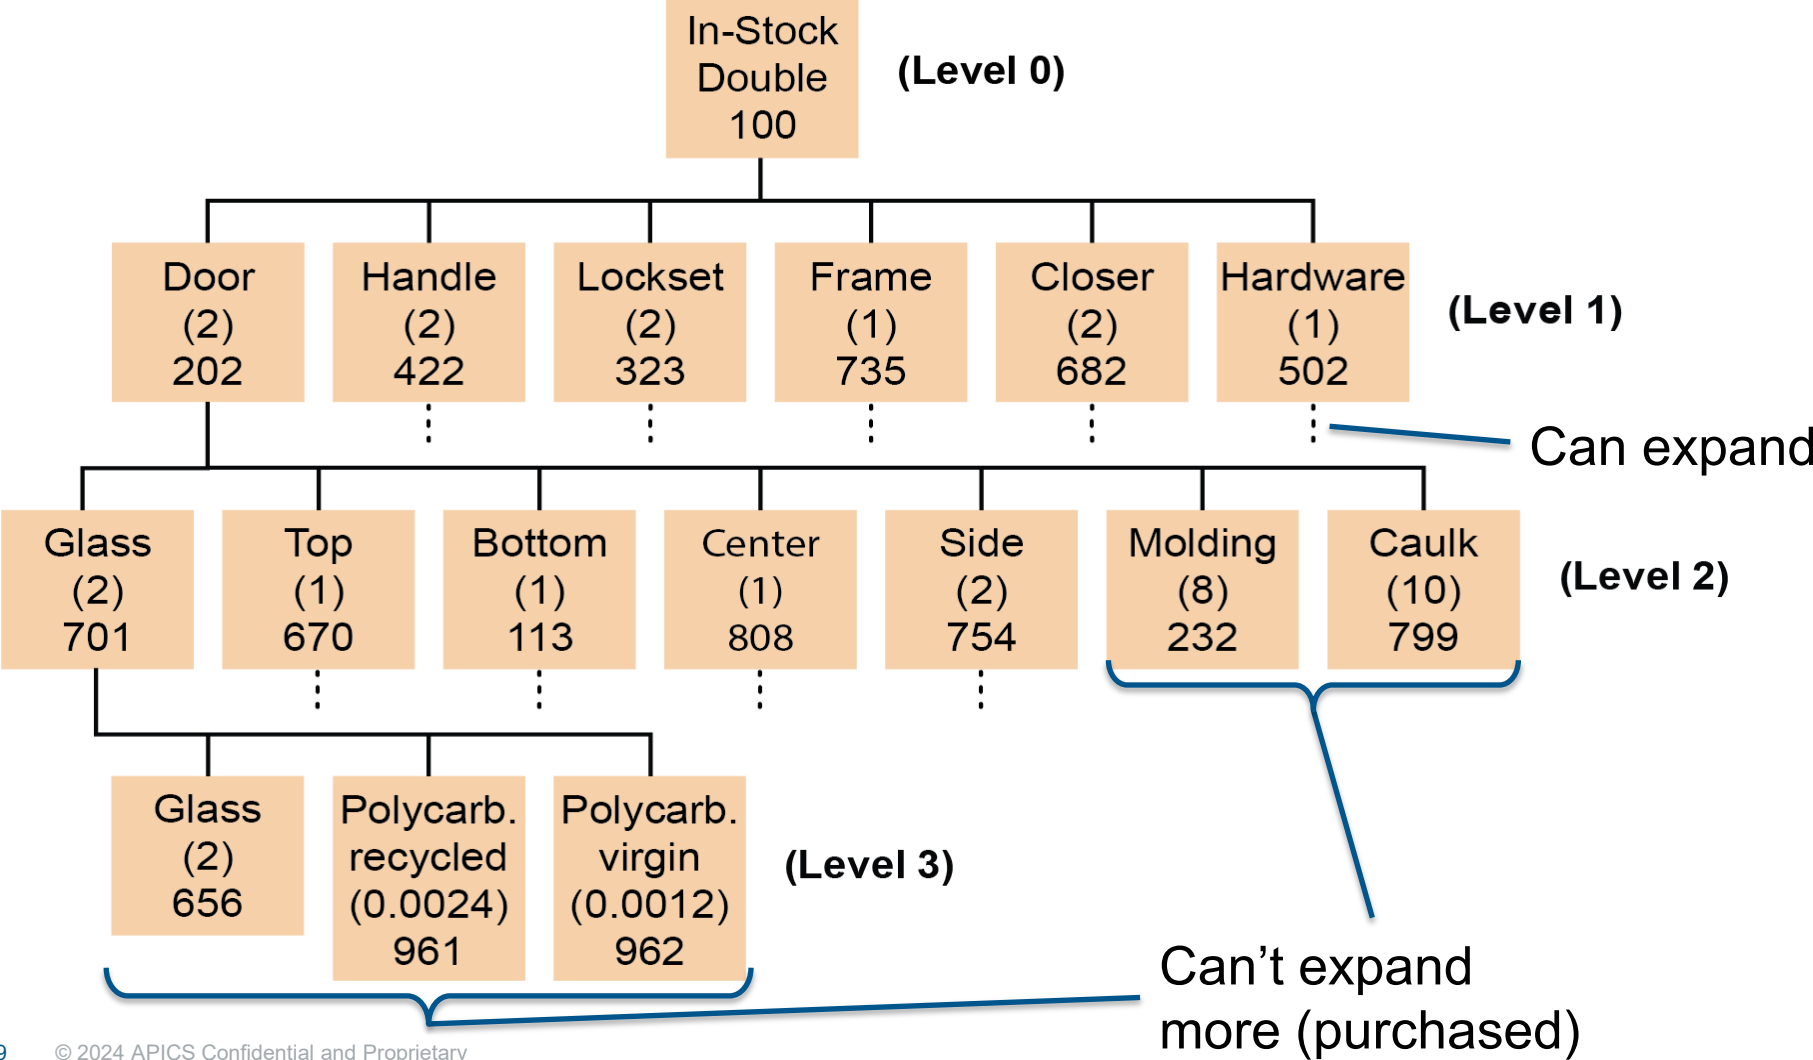 In-Stock
Double
100
(Level 0)
Door
(2)
202
Handle
(2)
422
Lockset
(2)
323
Frame
(1)
735
Closer
(2)
682
Hardware
(1)
502
(Level 1)
Can expand
Glass
(2)
701
Top
(1)
670
Bottom
(1)
113
Center
(1)
808
Side
(2)
754
Molding
(8)
232
Caulk
(10)
799
(Level 2)
Glass
(2)
656
Polycarb.
recycled
(0.0024)
961
Polycarb.
virgin
(0.0012)
962
(Level 3)
Can’t expand
more (purchased)
9 © 2024 APICS Confidential and Proprietary